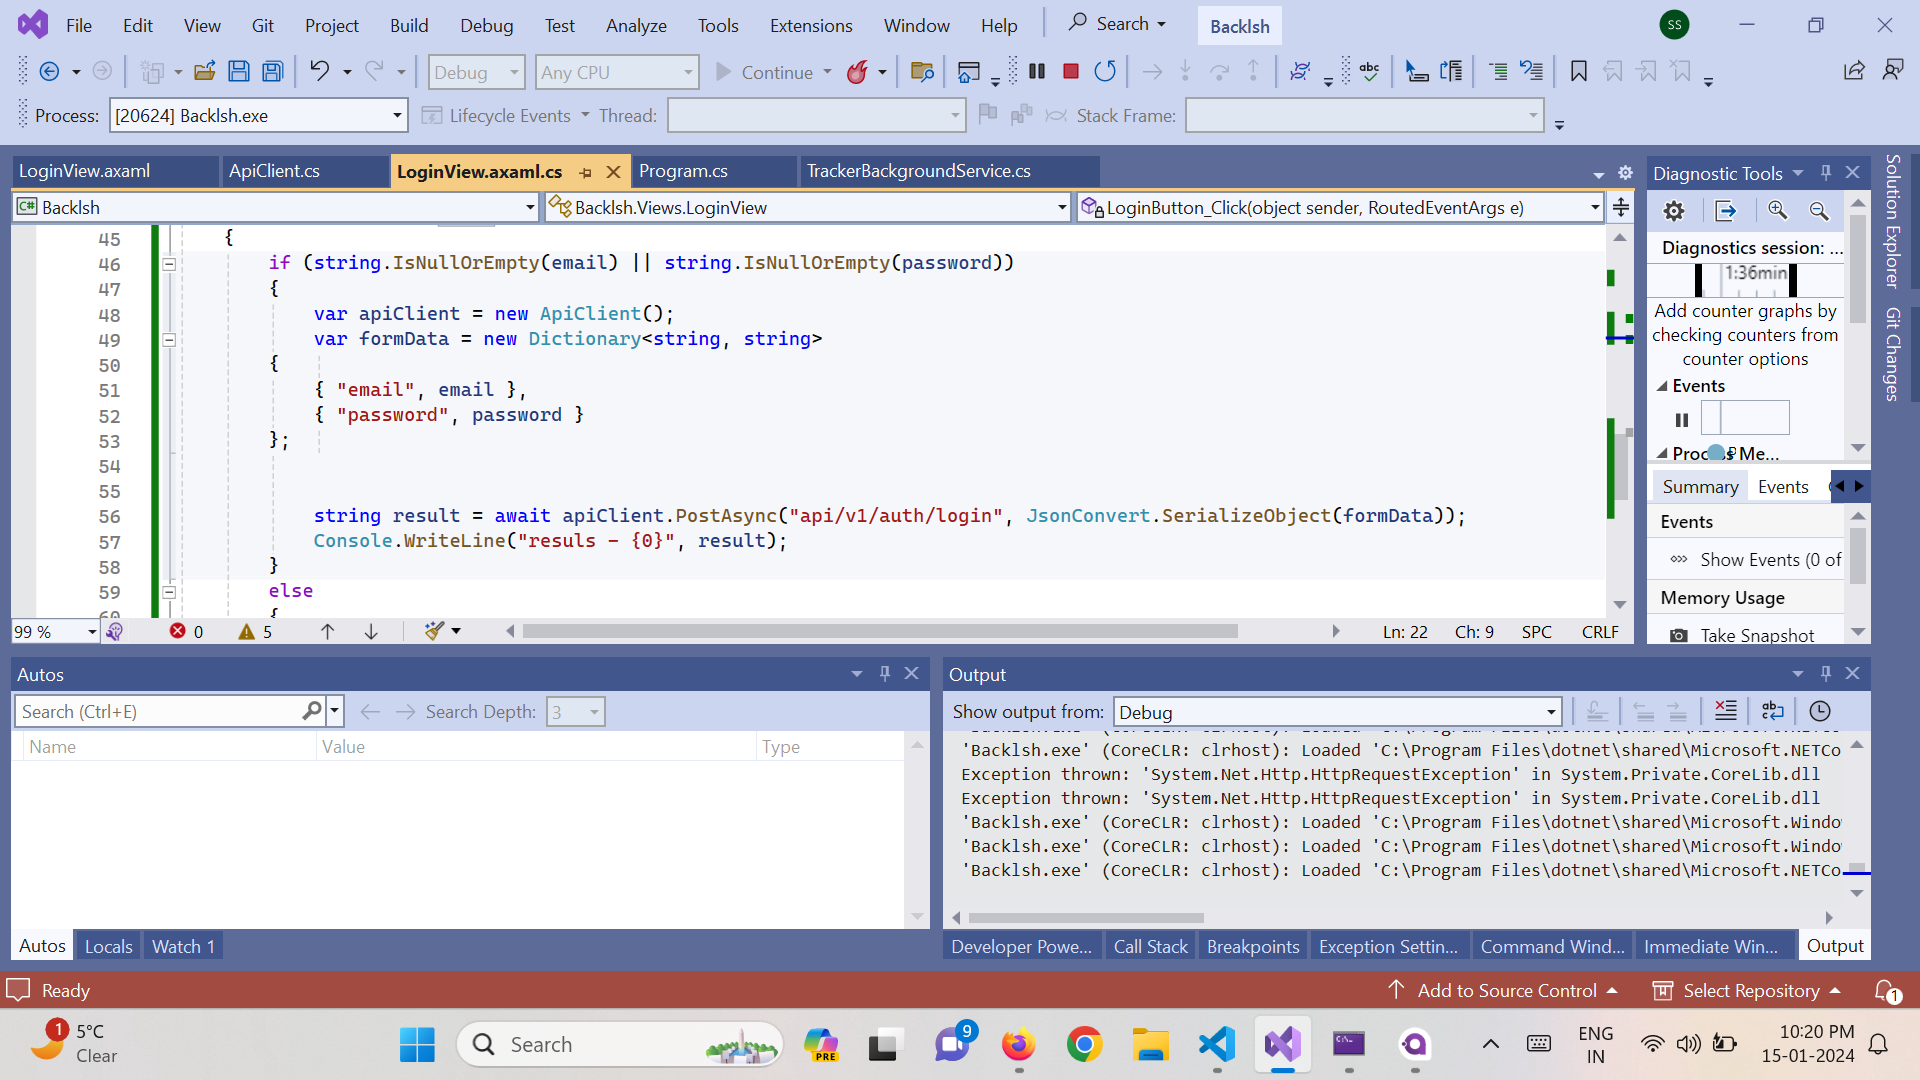 File Edit View Git Project Build Debug Test Analyze Tools Extensions Window Help Search Backlsh SS
Debug Any CPU Continue
Process: [20624] Backlsh.exe Lifecycle Events Thread: Stack Frame:
LoginView.axaml ApiClient.cs LoginView.axaml.cs Program.cs TrackerBackgroundService.cs
Backlsh Backlsh.Views.LoginView LoginButton_Click(object sender, RoutedEventArgs e)
45 {
46 if (string.IsNullOrEmpty(email) || string.IsNullOrEmpty(password))
47 {
48 var apiClient = new ApiClient();
49 var formData = new Dictionary<string, string>
50 {
51 { "email", email },
52 { "password", password }
53 };
54
55
56 string result = await apiClient.PostAsync("api/v1/auth/login", JsonConvert.SerializeObject(formData));
57 Console.WriteLine("resuls - {0}", result);
58 }
59 else
60 {
99 % 0 5 Ln: 22 Ch: 9 SPC CRLF
Diagnostic Tools
Diagnostics session: ...
1:36min
Add counter graphs by
checking counters from
counter options
Events
Summary Events
Events
Show Events (0 of
Memory Usage
Take Snapshot
Solution Explorer
Git Changes
Autos
Search (Ctrl+E) Search Depth: 3
Name Value Type
Autos Locals Watch 1
Output
Show output from: Debug
'Backlsh.exe' (CoreCLR: clrhost): Loaded 'C:\Program Files\dotnet\shared\Microsoft.NETCo
Exception thrown: 'System.Net.Http.HttpRequestException' in System.Private.CoreLib.dll
Exception thrown: 'System.Net.Http.HttpRequestException' in System.Private.CoreLib.dll
'Backlsh.exe' (CoreCLR: clrhost): Loaded 'C:\Program Files\dotnet\shared\Microsoft.Windo
'Backlsh.exe' (CoreCLR: clrhost): Loaded 'C:\Program Files\dotnet\shared\Microsoft.Windo
'Backlsh.exe' (CoreCLR: clrhost): Loaded 'C:\Program Files\dotnet\shared\Microsoft.NETCo
Developer Powe... Call Stack Breakpoints Exception Settin... Command Wind... Immediate Win... Output
Ready Add to Source Control Select Repository 1
1 5°C
Clear
Search PRE 9
ENG
IN
10:20 PM
15-01-2024